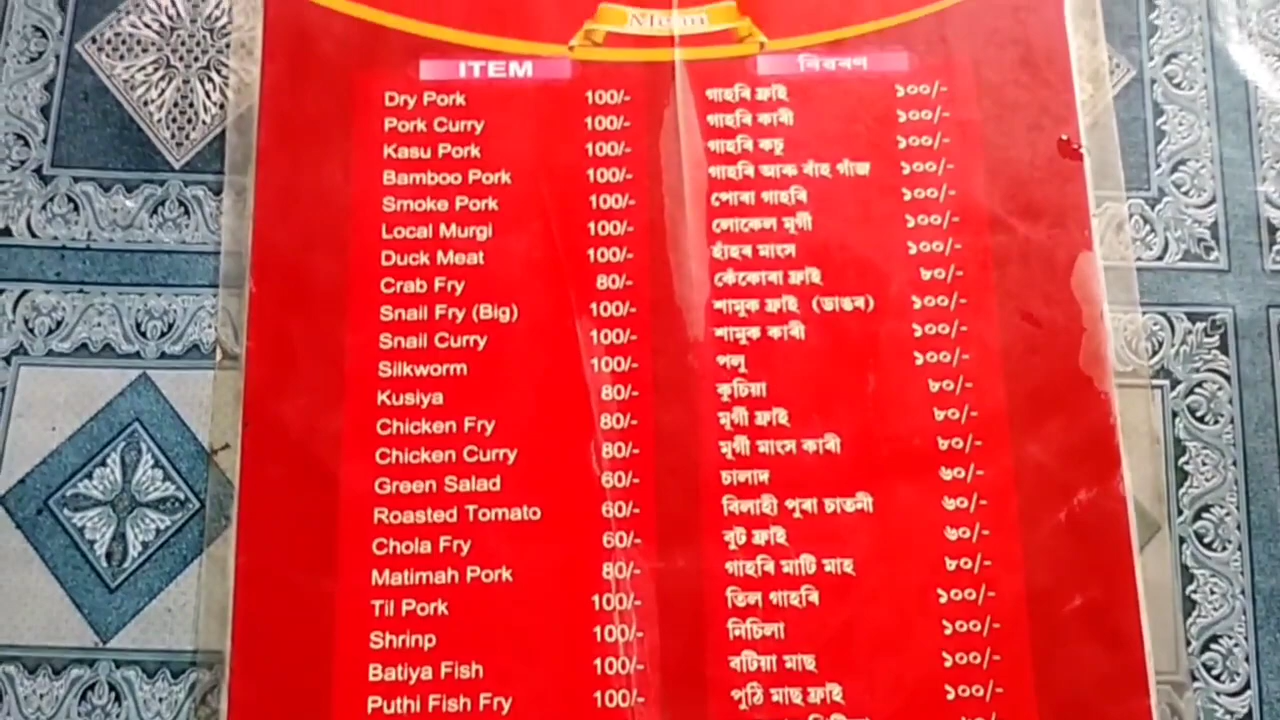 Menu
ITEM বিৱৰণ
Dry Pork 100/- গাহৰি ফ্ৰাই ১০০/-
Pork Curry 100/- গাহৰি কাৰী ১০০/-
Kasu Pork 100/- গাহৰি কচু ১০০/-
Bamboo Pork 100/- গাহৰি আৰু বাঁহ গাঁজ ১০০/-
Smoke Pork 100/- পোৰা গাহৰি ১০০/-
Local Murgi 100/- লোকেল মূৰ্গী ১০০/-
Duck Meat 100/- হাঁহৰ মাংস ১০০/-
Crab Fry 80/- কেঁকোৰা ফ্ৰাই ৮০/-
Snail Fry (Big) 100/- শামুক ফ্ৰাই (ডাঙৰ) ১০০/-
Snail Curry 100/- শামুক কাৰী ১০০/-
Silkworm 100/- পলু ১০০/-
Kusiya 80/- কুচিয়া ৮০/-
Chicken Fry 80/- মূৰ্গী ফ্ৰাই ৮০/-
Chicken Curry 80/- মূৰ্গী মাংস কাৰী ৮০/-
Green Salad 60/- চালাদ ৬০/-
Roasted Tomato 60/- বিলাহী পুৰা চাতনী ৬০/-
Chola Fry 60/- বুট ফ্ৰাই ৬০/-
Matimah Pork 80/- গাহৰি মাটি মাহ ৮০/-
Til Pork 100/- তিল গাহৰি ১০০/-
Shrinp 100/- নিচিলা ১০০/-
Batiya Fish 100/- বটিয়া মাছ ১০০/-
Puthi Fish Fry 100/- পুঠি মাছ ফ্ৰাই ১০০/-